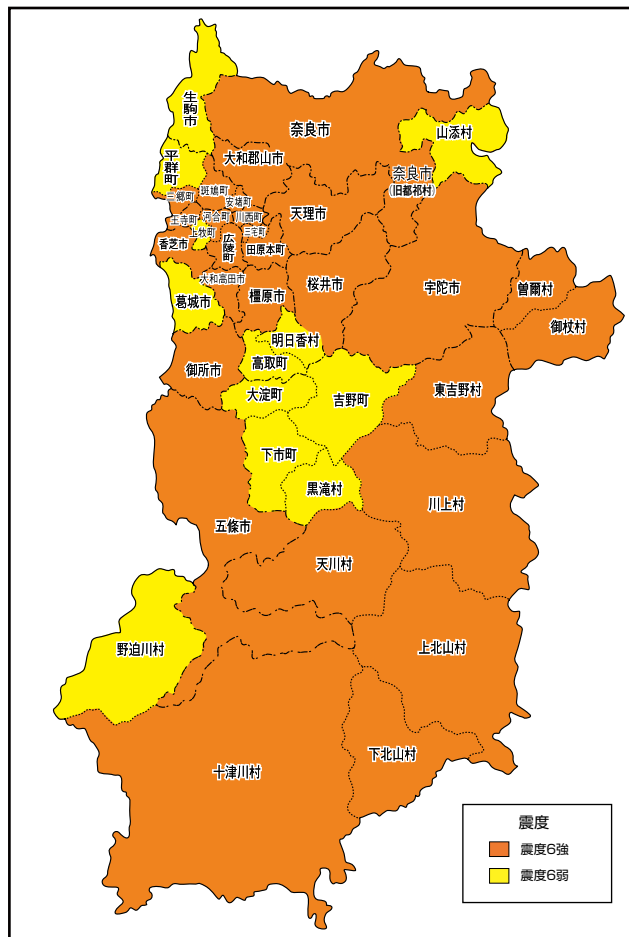 生駒市
奈良市
山添村
平群町
大和郡山市
奈良市
(旧都祁村)
三郷町
斑鳩町
安堵町
天理市
王寺町
河合町
川西町
上牧町
三宅町
香芝市
広陵町
田原本町
大和高田市
桜井市
宇陀市
曽爾村
葛城市
橿原市
御杖村
明日香村
高取町
御所市
東吉野村
大淀町
吉野町
下市町
黒滝村
川上村
五條市
天川村
野迫川村
上北山村
下北山村
十津川村
震度
震度6強
震度6弱